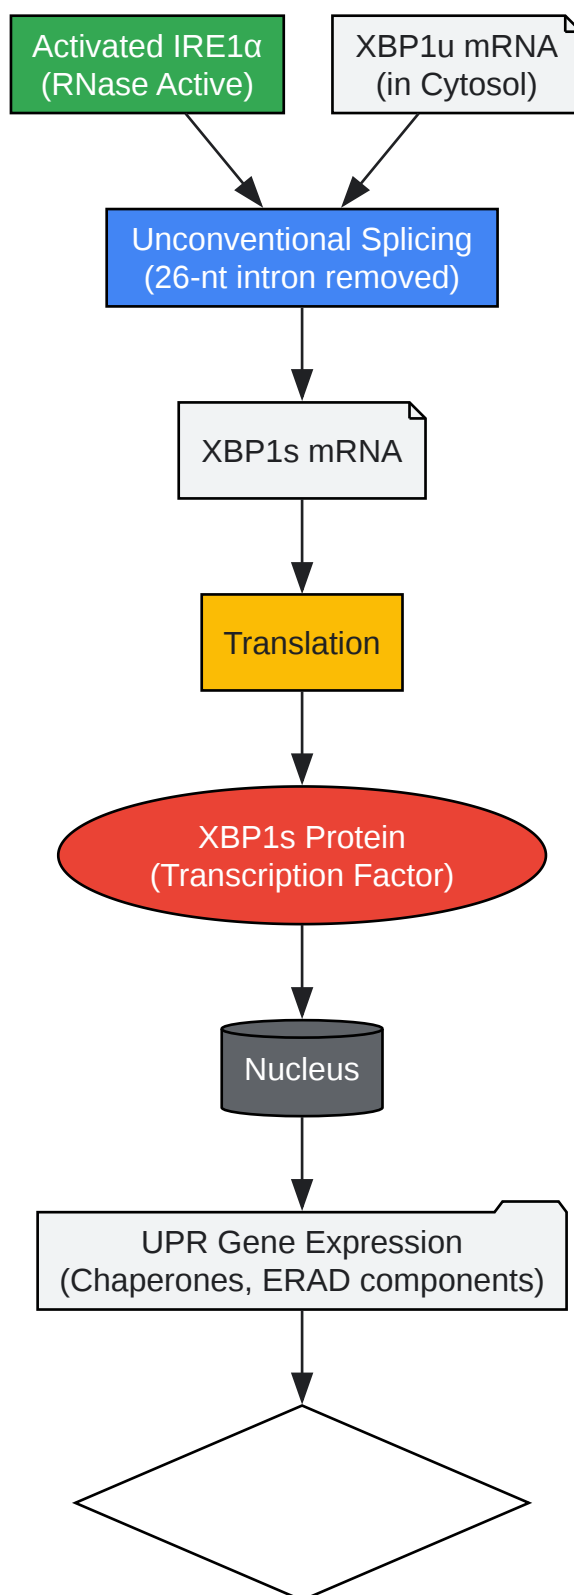 Activated IRE1α
(RNase Active)
XBP1u mRNA
(in Cytosol)
Unconventional Splicing
(26-nt intron removed)
XBP1s mRNA
Translation
XBP1s Protein
(Transcription Factor)
Nucleus
UPR Gene Expression
(Chaperones, ERAD components)